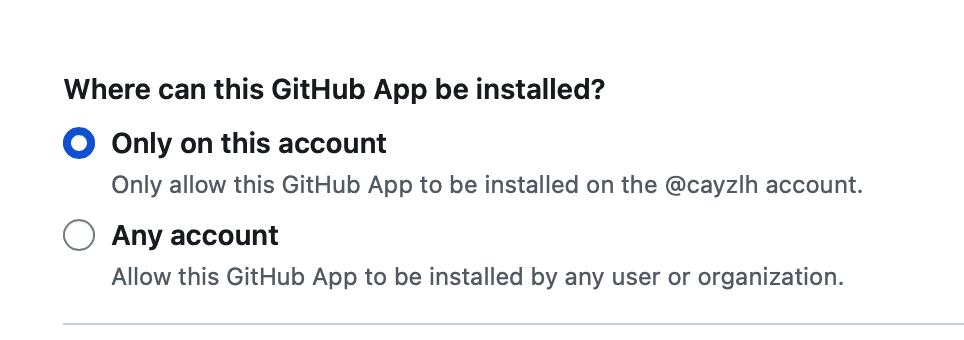 Where can this GitHub App be installed?
Only on this account
Only allow this GitHub App to be installed on the @cayzlh account.
Any account
Allow this GitHub App to be installed by any user or organization.